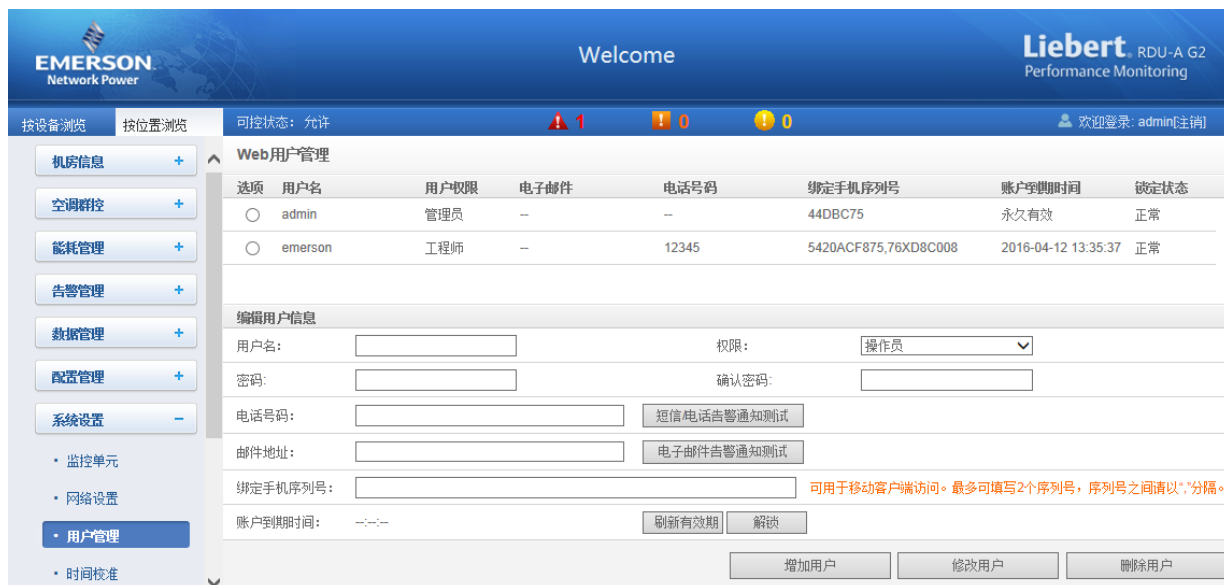 EMERSON.
Network Power
Welcome
Liebert. RDU-A G2
Performance Monitoring
按设备浏览 按位置浏览 可控状态：允许 1 0 0 欢迎登录: admin[注销]
机房信息 +
空调群控 +
能耗管理 +
告警管理 +
数据管理 +
配置管理 +
系统设置 −
· 监控单元
· 网络设置
· 用户管理
· 时间校准
Web用户管理
选项 用户名 用户权限 电子邮件 电话号码 绑定手机序列号 账户到期时间 锁定状态
admin 管理员 -- -- 44DBC75 永久有效 正常
emerson 工程师 -- 12345 5420ACF875,76XD8C008 2016-04-12 13:35:37 正常
编辑用户信息
用户名： 权限： 操作员
密码: 确认密码:
电话号码： 短信/电话告警通知测试
邮件地址： 电子邮件告警通知测试
绑定手机序列号： 可用于移动客户端访问。最多可填写2个序列号，序列号之间请以“,”分隔。
账户到期时间： --:--:-- 刷新有效期 解锁
增加用户 修改用户 删除用户